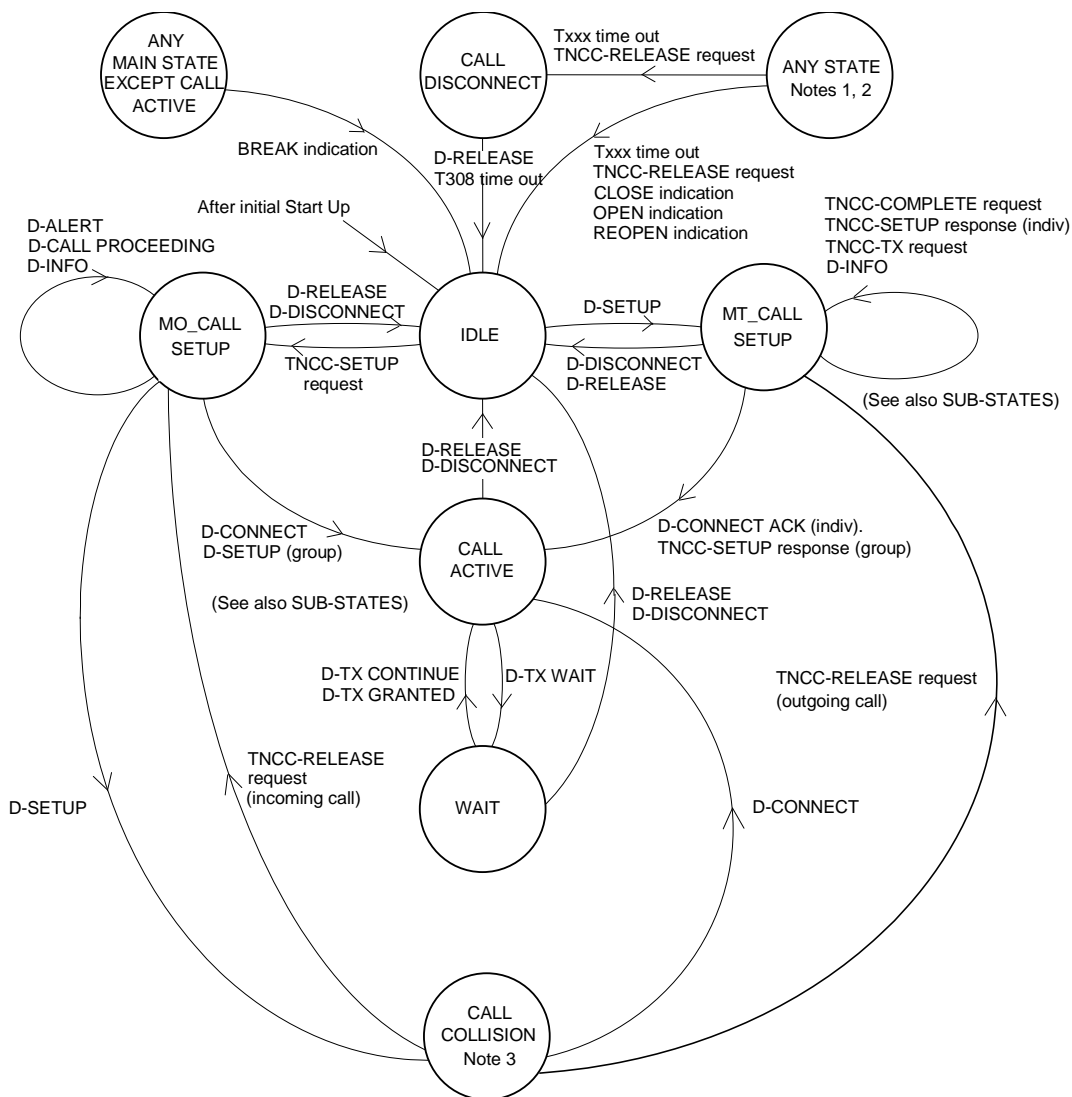 ANY
MAIN STATE
EXCEPT CALL
ACTIVE
CALL
DISCONNECT
Txxx time out
TNCC-RELEASE request
ANY STATE
Notes 1, 2
BREAK indication
D-RELEASE
T308 time out
Txxx time out
TNCC-RELEASE request
CLOSE indication
OPEN indication
REOPEN indication
After initial Start Up
D-ALERT
D-CALL PROCEEDING
D-INFO
TNCC-COMPLETE request
TNCC-SETUP response (indiv)
TNCC-TX request
D-INFO
MO_CALL
SETUP
D-RELEASE
D-DISCONNECT
TNCC-SETUP
request
IDLE
D-SETUP
D-DISCONNECT
D-RELEASE
MT_CALL
SETUP
(See also SUB-STATES)
D-RELEASE
D-DISCONNECT
D-CONNECT
D-SETUP (group)
CALL
ACTIVE
D-CONNECT ACK (indiv).
TNCC-SETUP response (group)
(See also SUB-STATES)
D-RELEASE
D-DISCONNECT
D-TX CONTINUE
D-TX GRANTED
D-TX WAIT
TNCC-RELEASE request
(outgoing call)
TNCC-RELEASE
request
(incoming call)
WAIT
D-SETUP
D-CONNECT
CALL
COLLISION
Note 3